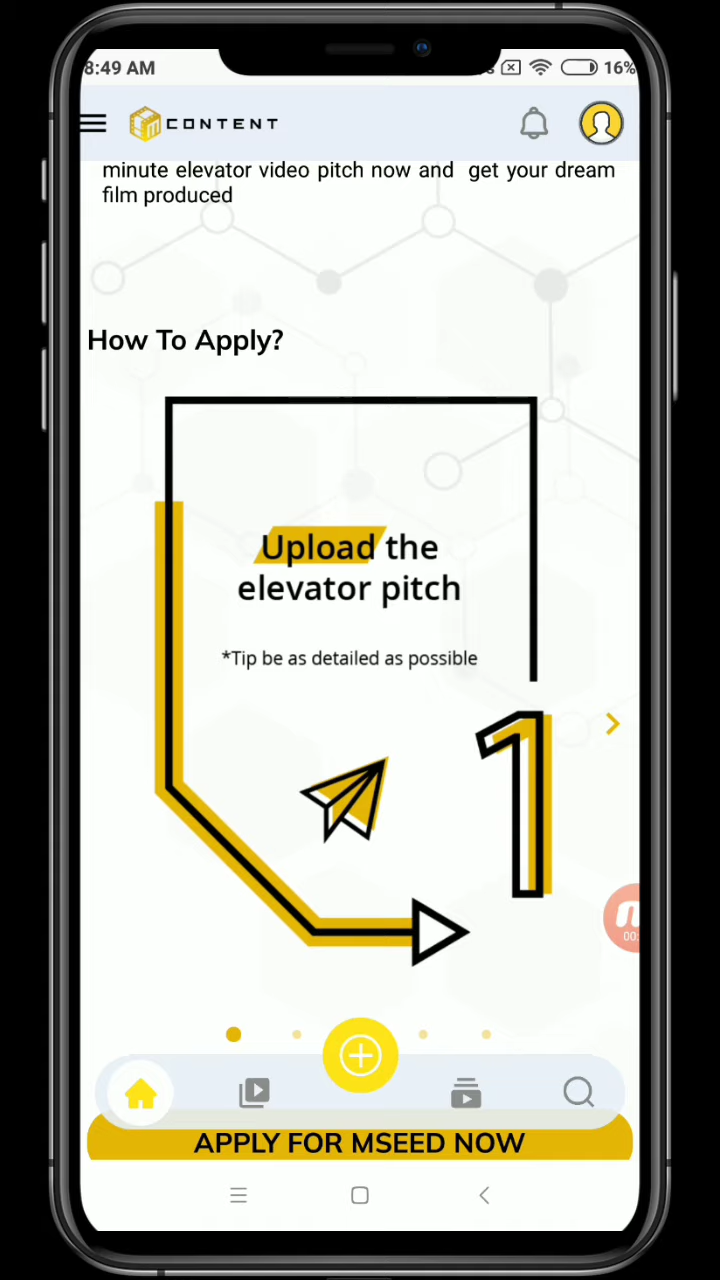 8:49 AM
16%
CONTENT
minute elevator video pitch now and get your dream
film produced
How To Apply?
Upload the
elevator pitch
*Tip be as detailed as possible
1
00:
APPLY FOR MSEED NOW